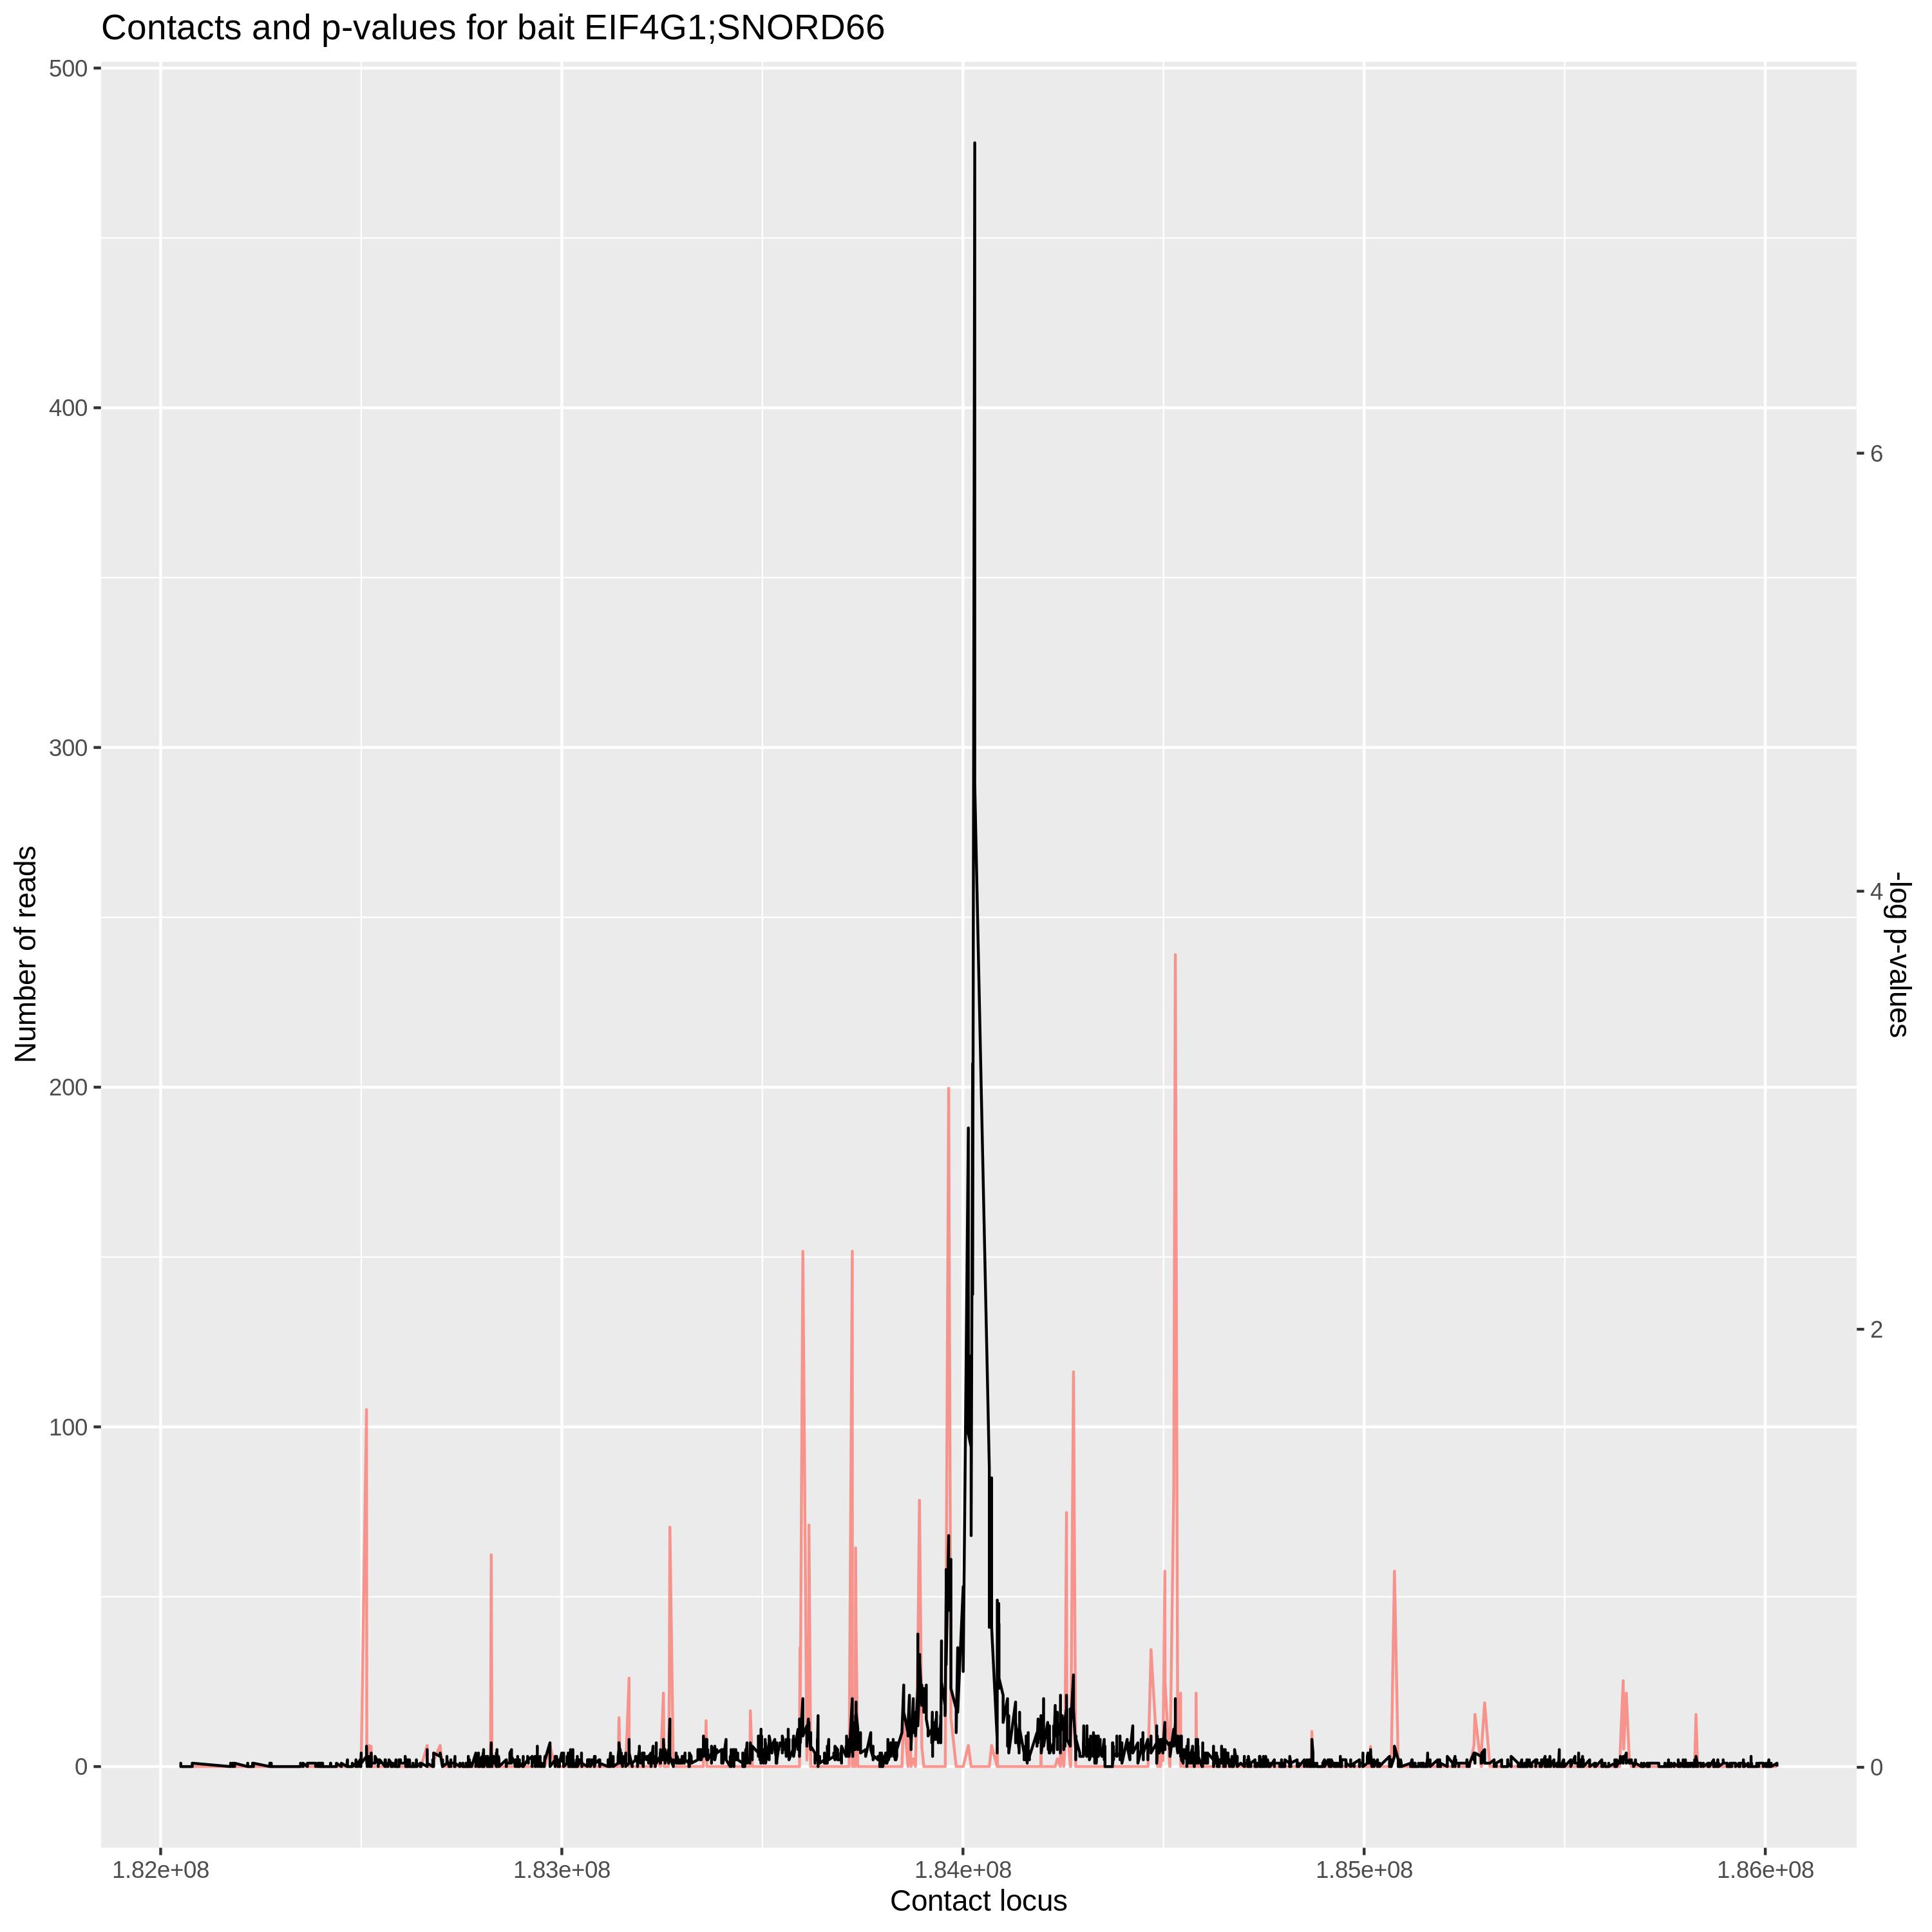 Contacts and p-values for bait EIF4G1;SNORD66
500
400
300
200
100
0
Number of reads
6
4
2
0
-log p-values
1.82e+08
1.83e+08
1.84e+08
1.85e+08
1.86e+08
Contact locus